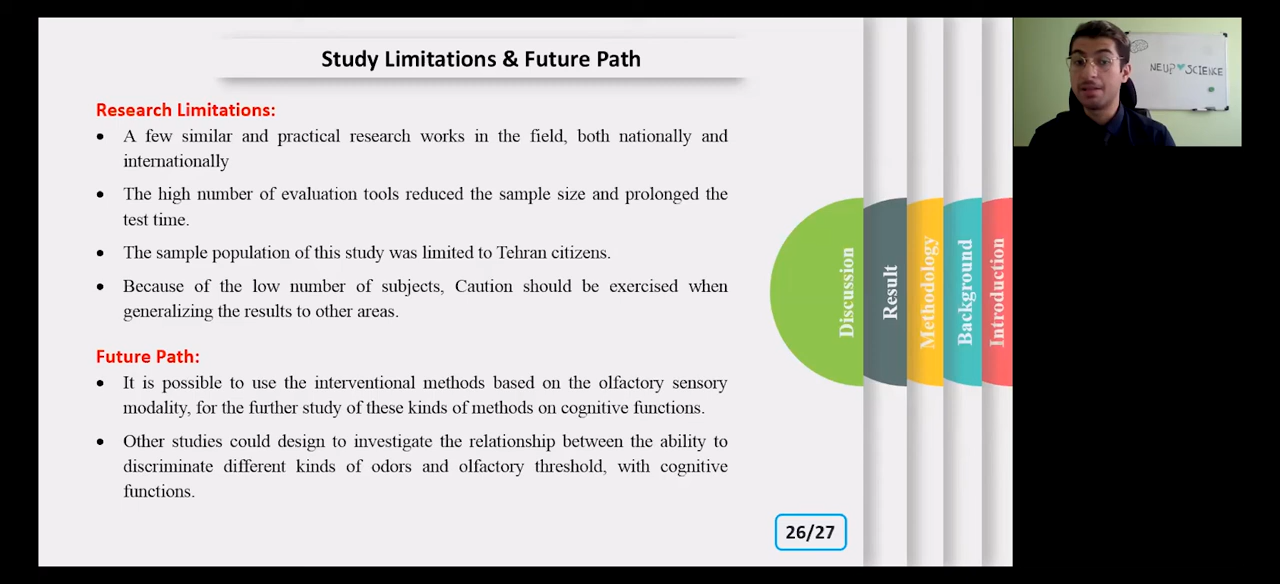 Study Limitations & Future Path
Research Limitations:
• A few similar and practical research works in the field, both nationally and
internationally
• The high number of evaluation tools reduced the sample size and prolonged the
test time.
• The sample population of this study was limited to Tehran citizens.
• Because of the low number of subjects, Caution should be exercised when
generalizing the results to other areas.
Future Path:
• It is possible to use the interventional methods based on the olfactory sensory
modality, for the further study of these kinds of methods on cognitive functions.
• Other studies could design to investigate the relationship between the ability to
discriminate different kinds of odors and olfactory threshold, with cognitive
functions.
26/27
Discussion
Result
Methodology
Background
Introduction
SCIENCE